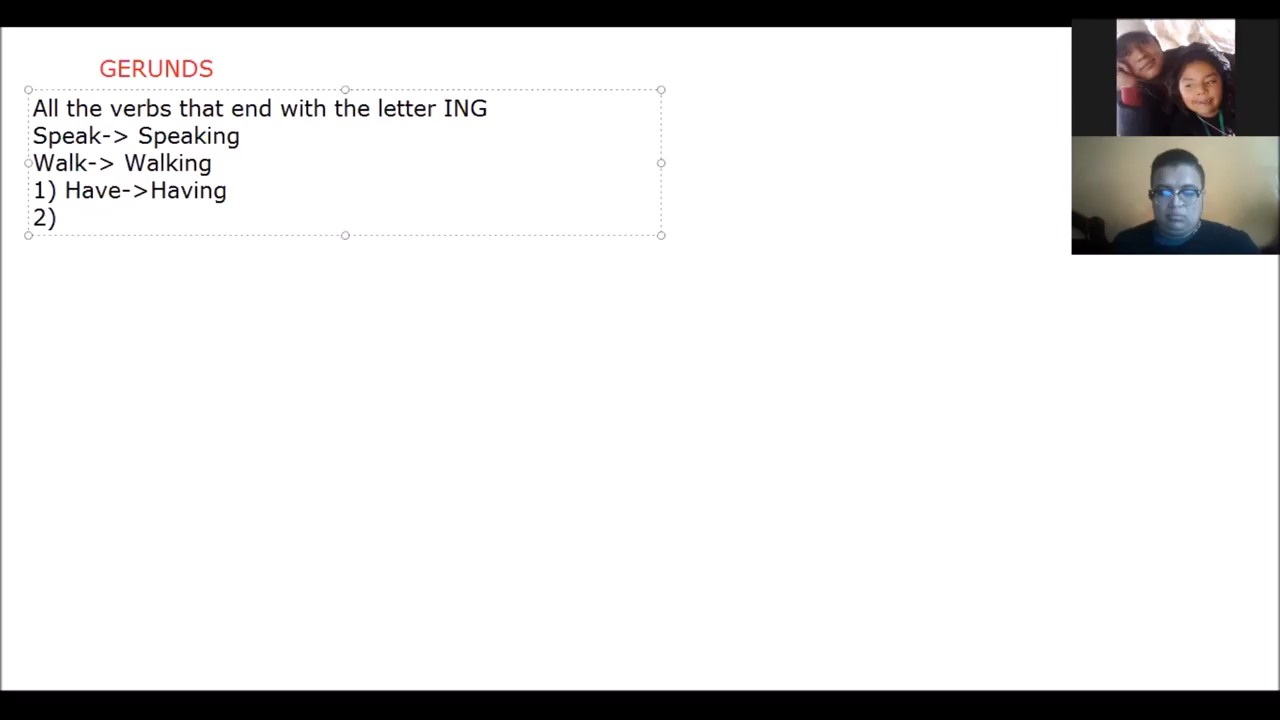 GERUNDS
All the verbs that end with the letter ING
Speak-> Speaking
Walk-> Walking
1) Have->Having
2)